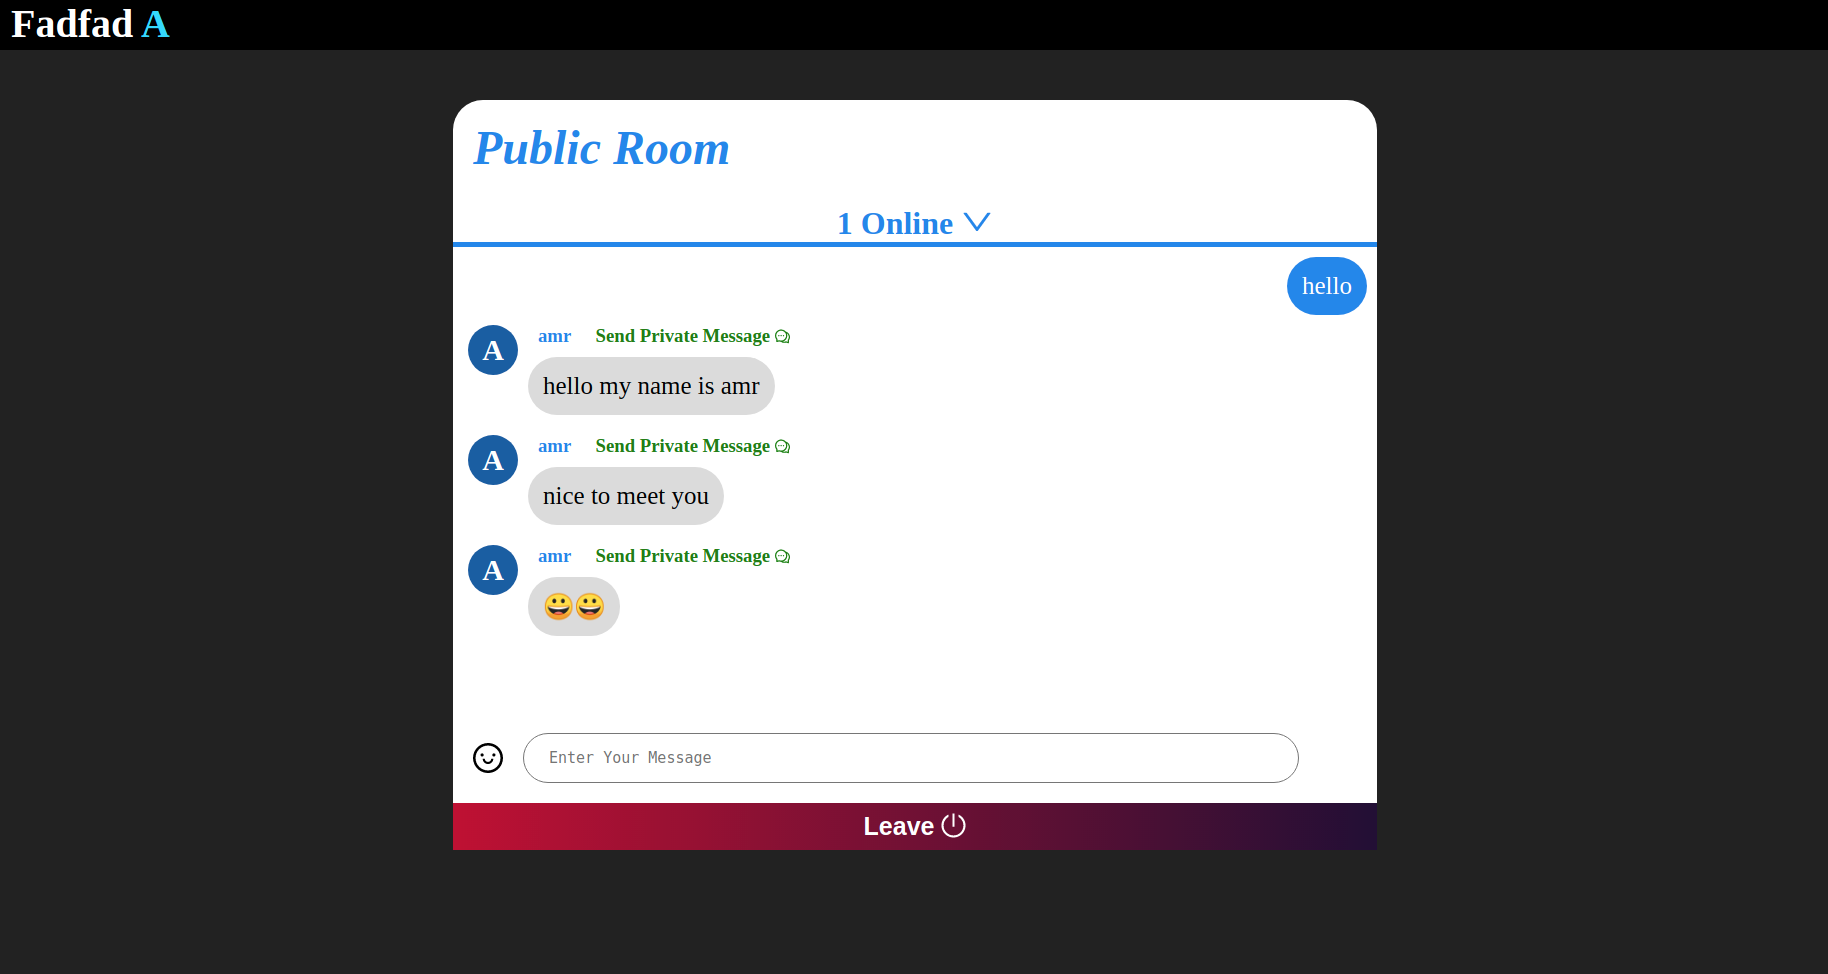 Fadfad A
Public Room
1 Online
hello
A
amr Send Private Message
hello my name is amr
A
amr Send Private Message
nice to meet you
A
amr Send Private Message
😀😀
Enter Your Message
Leave